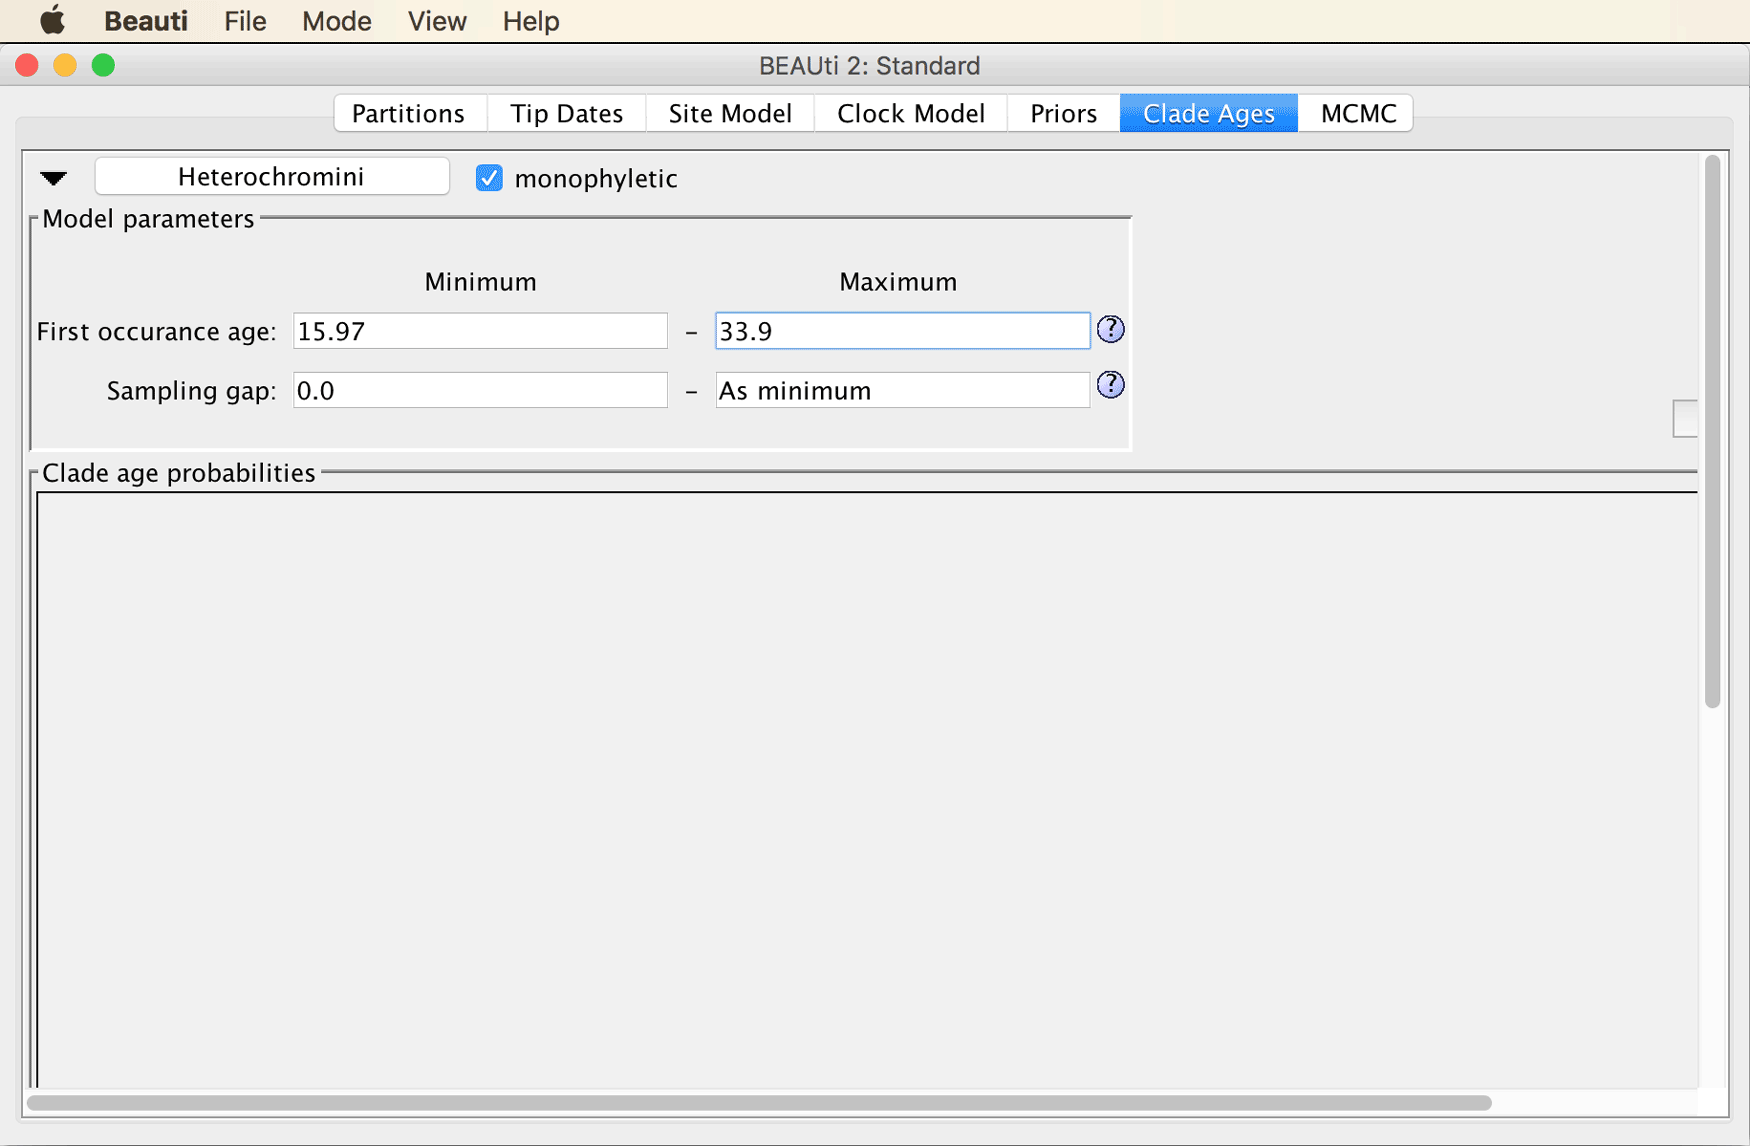 Beauti File Mode View Help
BEAUti 2: Standard
Partitions Tip Dates Site Model Clock Model Priors Clade Ages MCMC
Heterochromini monophyletic
Model parameters
Minimum Maximum
First occurance age: 15.97 – 33.9 ?
Sampling gap: 0.0 – As minimum ?
Clade age probabilities